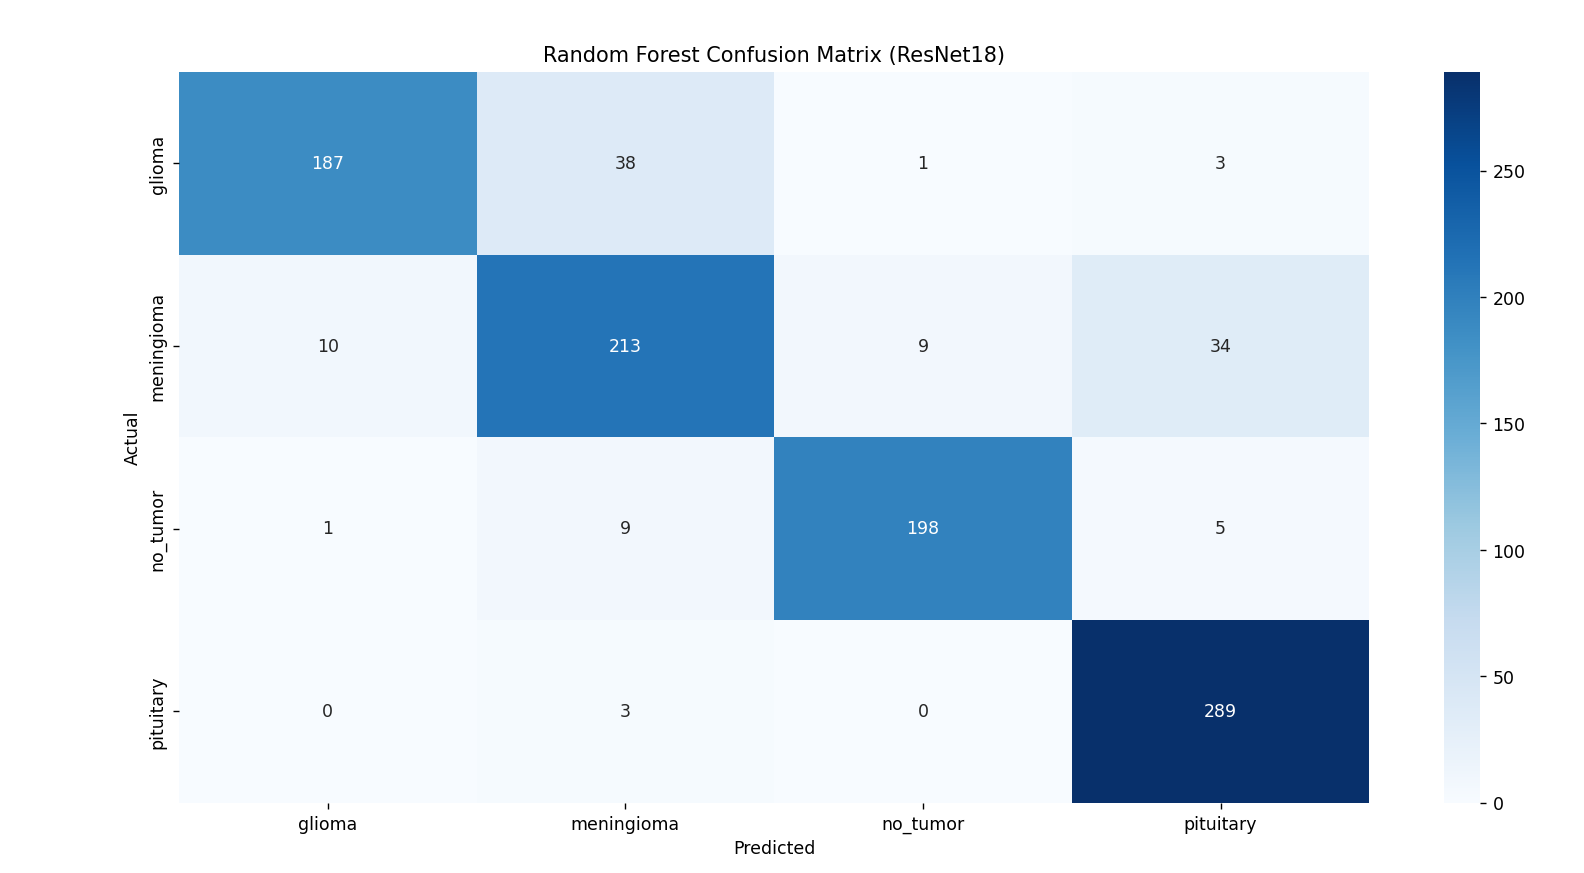 Random Forest Confusion Matrix (ResNet18)
Actual
glioma
187 38 1 3
meningioma
10 213 9 34
no_tumor
1 9 198 5
pituitary
0 3 0 289
glioma meningioma no_tumor pituitary
Predicted
250
200
150
100
50
0